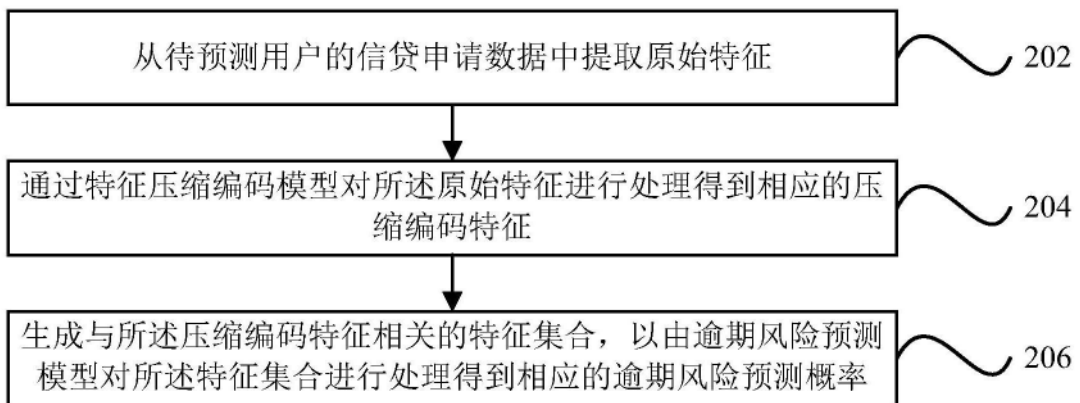 从待预测用户的信贷申请数据中提取原始特征
202
通过特征压缩编码模型对所述原始特征进行处理得到相应的压
缩编码特征
204
生成与所述压缩编码特征相关的特征集合，以由逾期风险预测
模型对所述特征集合进行处理得到相应的逾期风险预测概率
206